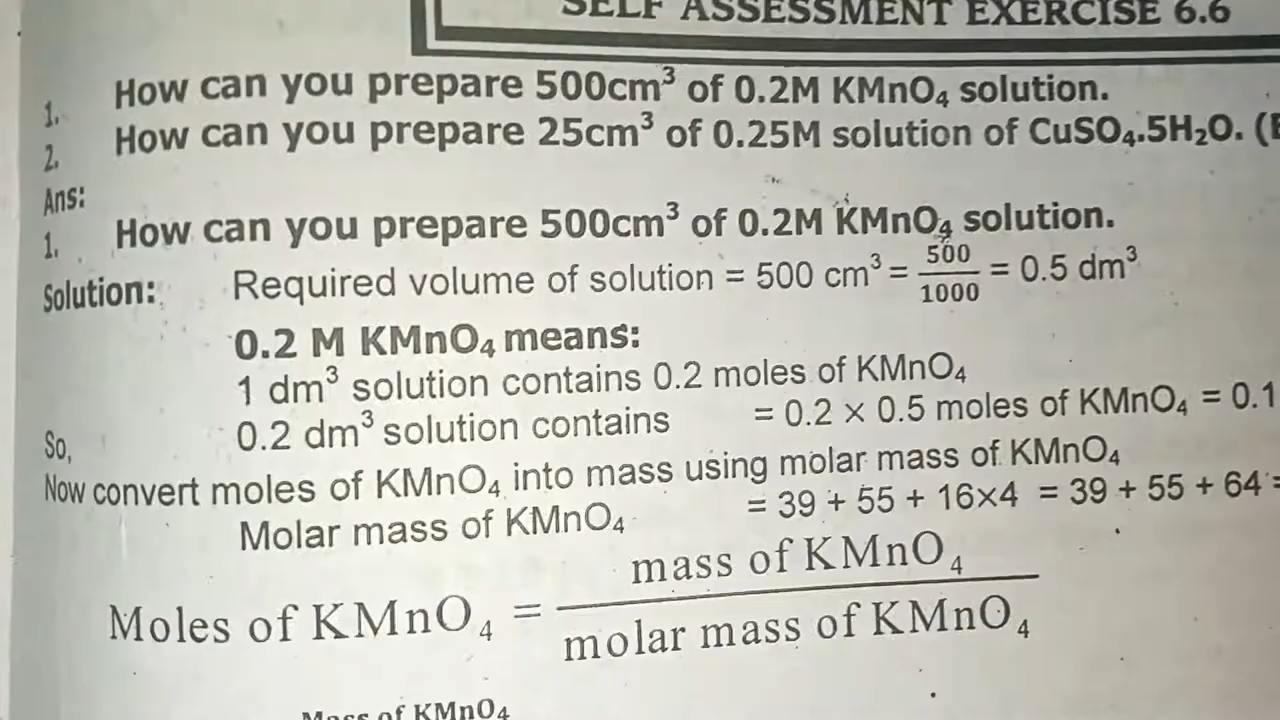 SELF ASSESSMENT EXERCISE 6.6
1. How can you prepare 500cm³ of 0.2M KMnO₄ solution.
2. How can you prepare 25cm³ of 0.25M solution of CuSO₄.5H₂O. (
Ans:
1. How can you prepare 500cm³ of 0.2M KMnO₄ solution.
Solution: Required volume of solution = 500 cm³ = 500/1000 = 0.5 dm³
0.2 M KMnO₄ means:
1 dm³ solution contains 0.2 moles of KMnO₄
So, 0.2 dm³ solution contains = 0.2 × 0.5 moles of KMnO₄ = 0.1
Now convert moles of KMnO₄ into mass using molar mass of KMnO₄
Molar mass of KMnO₄ = 39 + 55 + 16×4 = 39 + 55 + 64 =
Moles of KMnO₄ = mass of KMnO₄ / molar mass of KMnO₄
Mass of KMnO₄